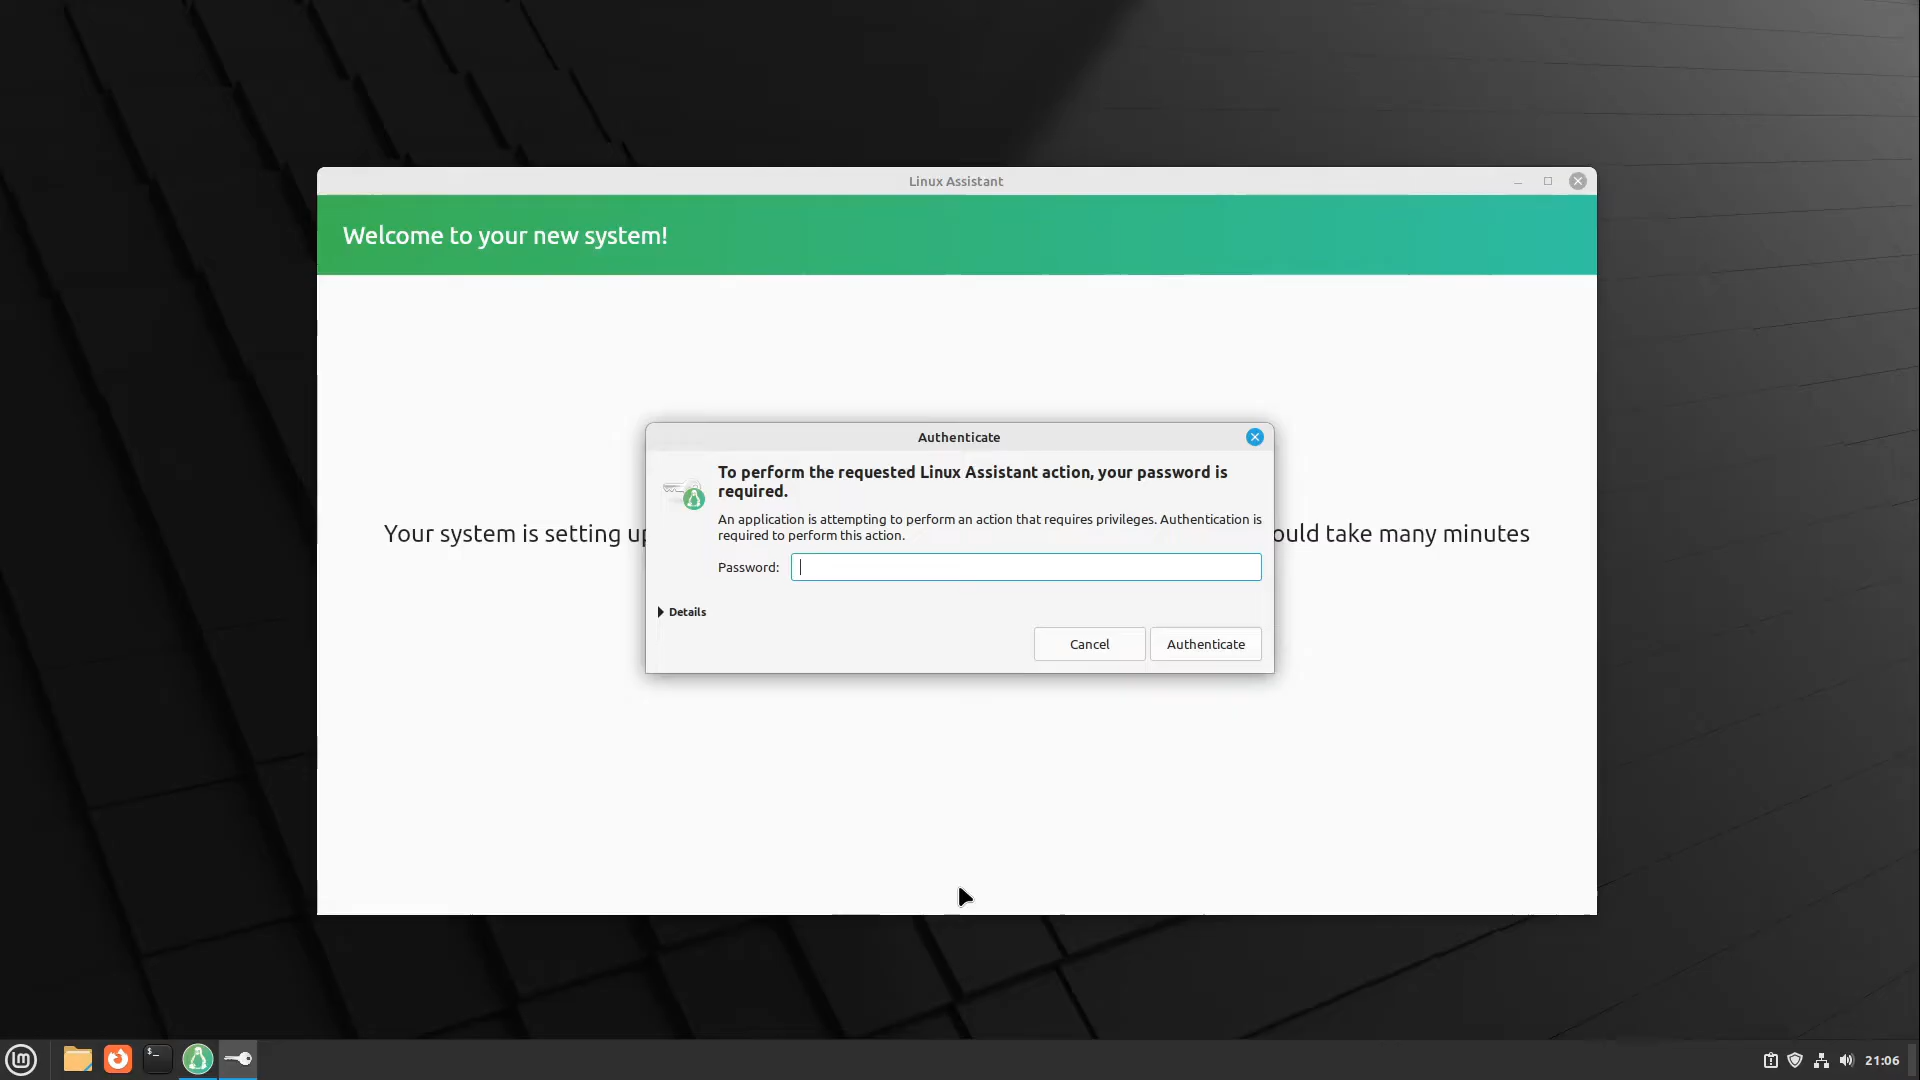 Linux Assistant
Welcome to your new system!
Authenticate
To perform the requested Linux Assistant action, your password is
required.
An application is attempting to perform an action that requires privileges. Authentication is
required to perform this action.
Your system is setting
take many minutes
Password:
Details
Cancel
Authenticate
$_
lm
21:06